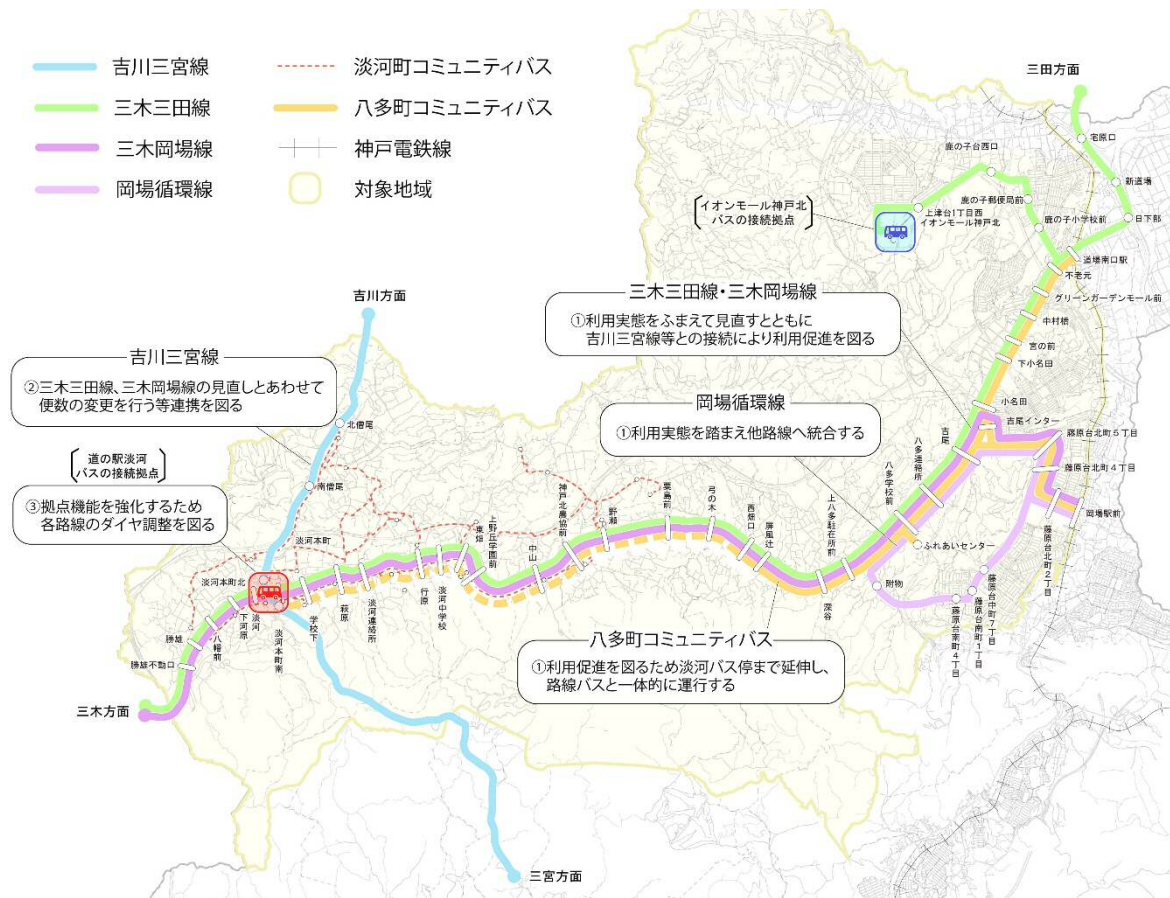 吉川三宮線
三木三田線
三木岡場線
岡場循環線
淡河町コミュニティバス
八多町コミュニティバス
神戸電鉄線
対象地域
三田方面
宅原口
新道場
日下部
鹿の子台西口
鹿の子郵便局前
鹿の子小学校前
上津台1丁目西
イオンモール神戸北
イオンモール神戸北
バスの接続拠点
道場南口駅
不老元
グリーンガーデンモール前
中村橋
宮の前
下小名田
小名田
吉尾インター
藤原台北町5丁目
藤原台北町4丁目
岡場駅前
藤原台北町2丁目
三木三田線・三木岡場線
①利用実態をふまえて見直すとともに
吉川三宮線等との接続により利用促進を図る
岡場循環線
①利用実態を踏まえ他路線へ統合する
吉川方面
吉川三宮線
②三木三田線、三木岡場線の見直しとあわせて
便数の変更を行う等連携を図る
北僧尾
道の駅淡河
バスの接続拠点
③拠点機能を強化するため
各路線のダイヤ調整を図る
南僧尾
淡河本町
淡河本町北
勝雄
勝雄不動口
八幡前
下河原
淡河
淡河本町南
学校下
萩原
淡河連絡所
行原
淡河中学校
東畑
上野丘学園前
中山
神戸北農協前
野瀬
粟島前
弓の木
西畑口
屏風辻
上八多駐在所前
深谷
八多学校前
八多連絡所
吉尾
ふれあいセンター
附物
藤原台南町4丁目
藤原台南町1丁目
藤原台中町7丁目
八多町コミュニティバス
①利用促進を図るため淡河バス停まで延伸し、
路線バスと一体的に運行する
三木方面
三宮方面